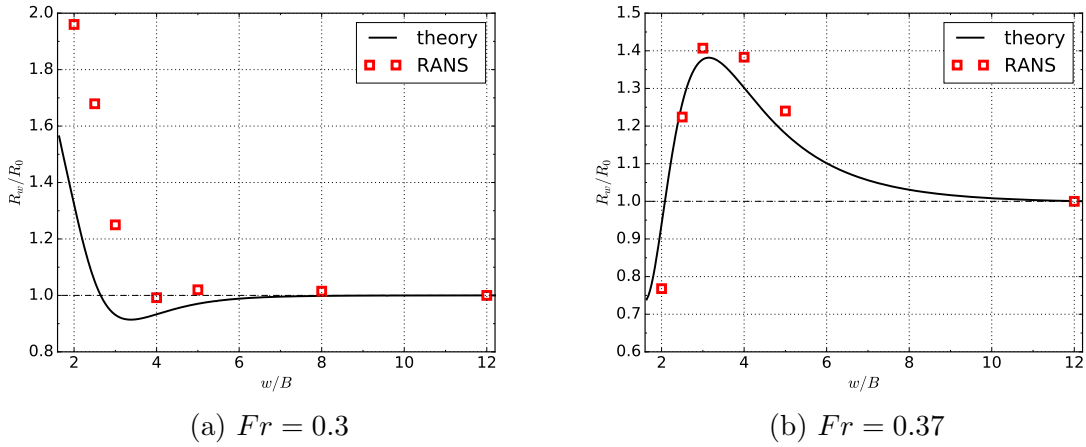 2.0
1.8
1.6
1.4
1.2
1.0
0.8
R_w/R_0
theory
RANS
2 4 6 8 10 12
w/B
(a) Fr = 0.3
1.5
1.4
1.3
1.2
1.1
1.0
0.9
0.8
0.7
0.6
R_w/R_0
theory
RANS
2 4 6 8 10 12
w/B
(b) Fr = 0.37